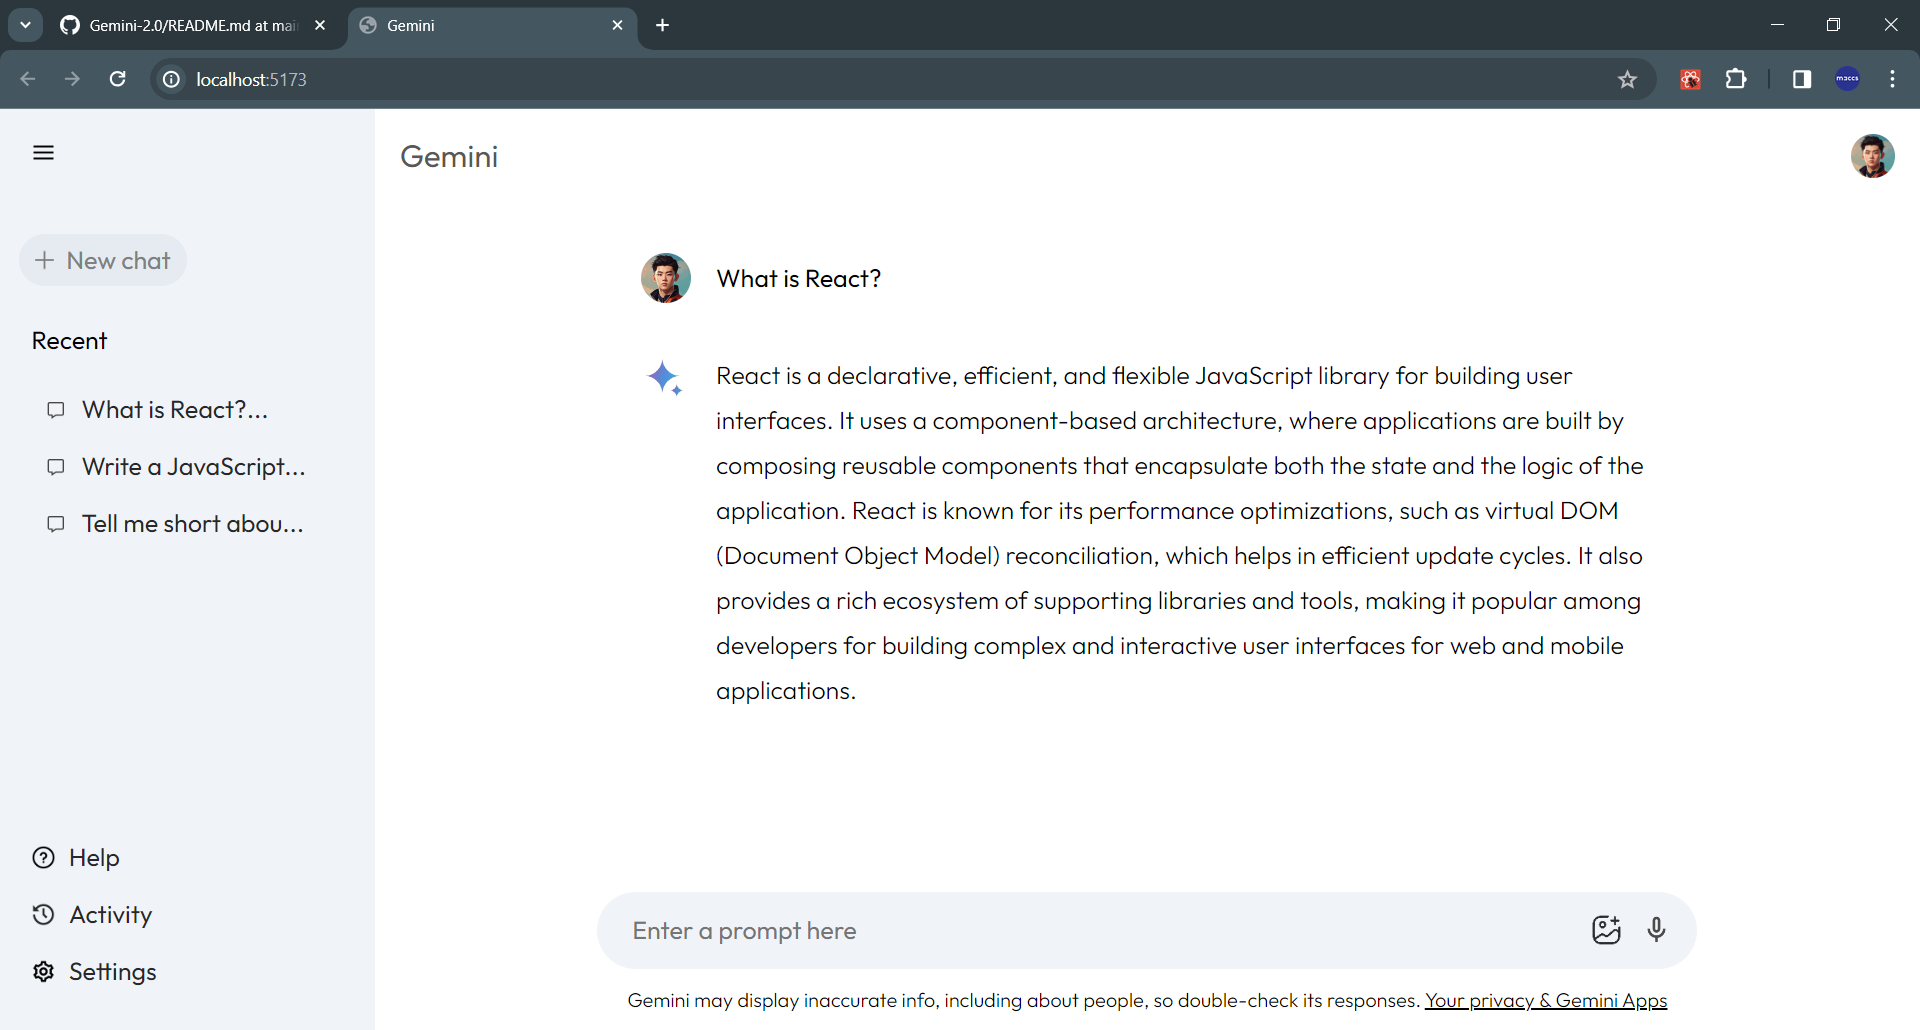 Gemini-2.0/README.md at mai
Gemini
localhost:5173
maccs
Gemini
New chat
Recent
What is React?...
Write a JavaScript...
Tell me short abou...
Help
Activity
Settings
What is React?
React is a declarative, efficient, and flexible JavaScript library for building user
interfaces. It uses a component-based architecture, where applications are built by
composing reusable components that encapsulate both the state and the logic of the
application. React is known for its performance optimizations, such as virtual DOM
(Document Object Model) reconciliation, which helps in efficient update cycles. It also
provides a rich ecosystem of supporting libraries and tools, making it popular among
developers for building complex and interactive user interfaces for web and mobile
applications.
Enter a prompt here
Gemini may display inaccurate info, including about people, so double-check its responses. Your privacy & Gemini Apps